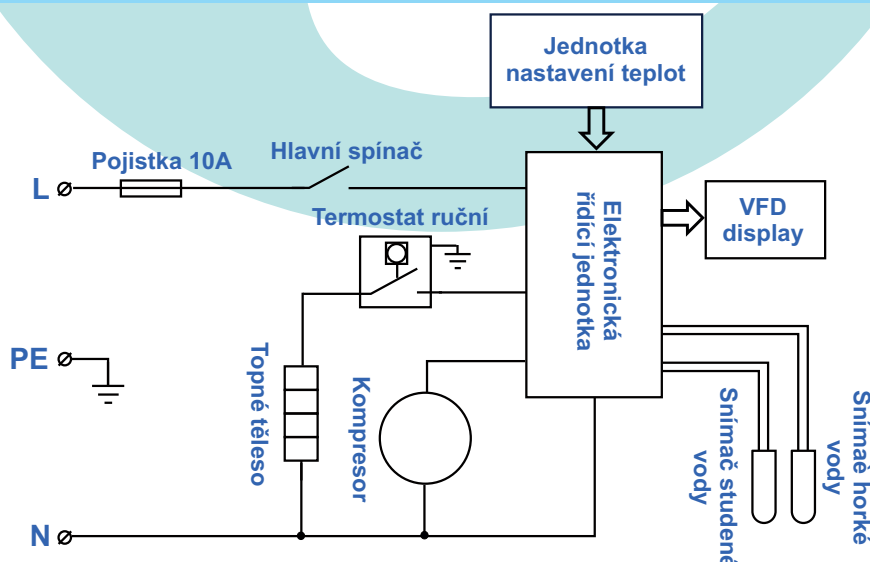 Jednotka
nastavení teplot
Pojistka 10A
Hlavní spínač
L
Termostat ruční
Elektronická
řídící jednotka
VFD
display
PE
Topné těleso
Kompresor
Snímač studené
vody
Snímaè horké
vody
N